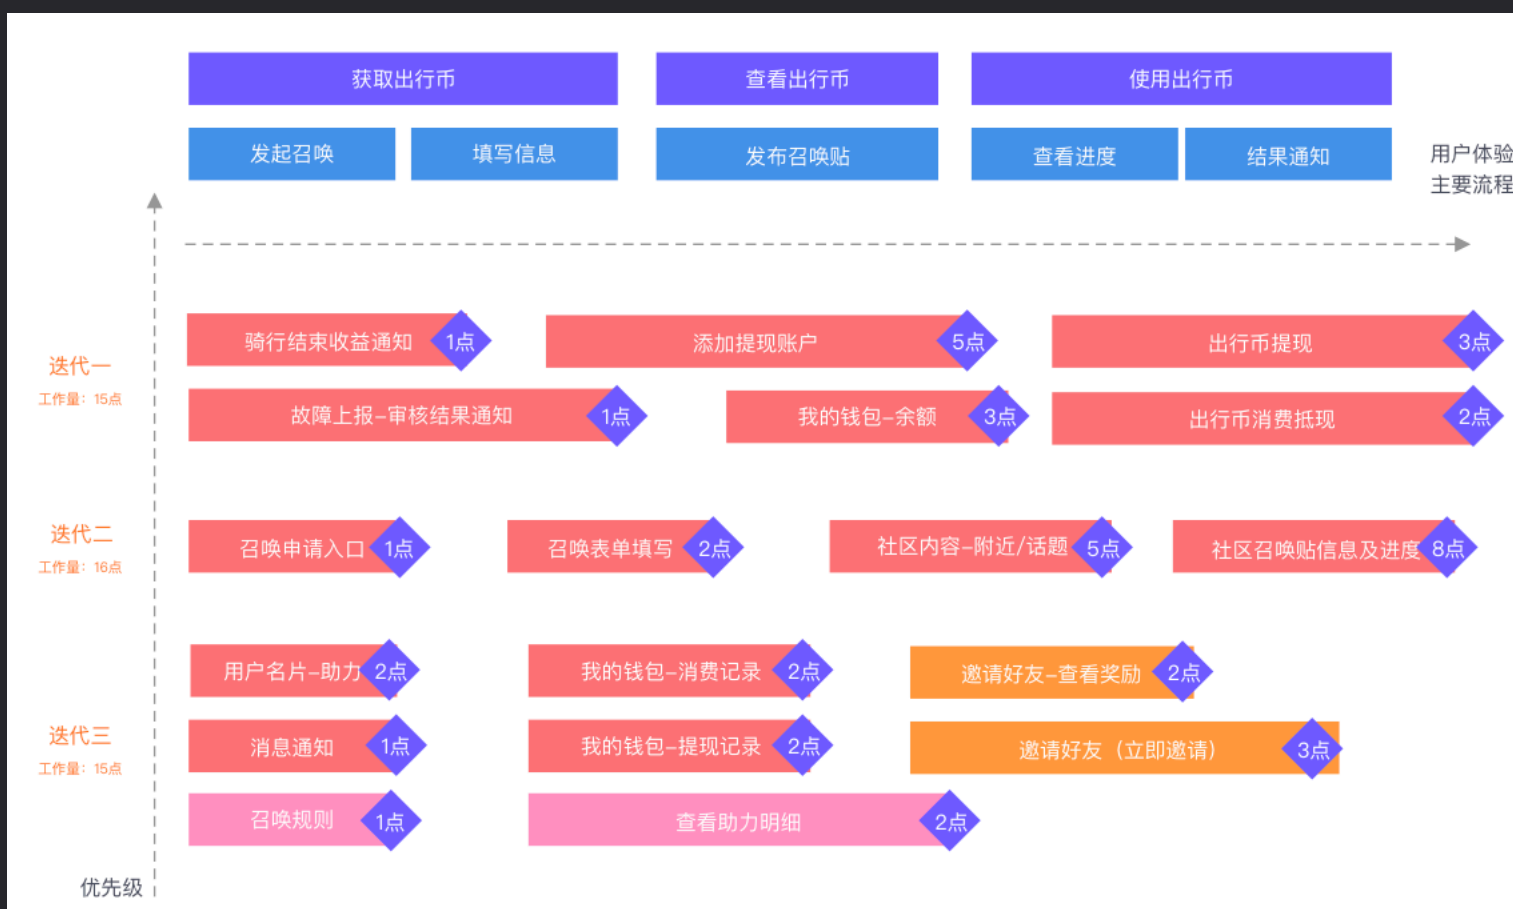 获取出行币
查看出行币
使用出行币
发起召唤
填写信息
发布召唤贴
查看进度
结果通知
用户体验
主要流程
迭代一
工作量：15点
骑行结束收益通知
1点
添加提现账户
5点
出行币提现
3点
故障上报-审核结果通知
1点
我的钱包-余额
3点
出行币消费抵现
2点
迭代二
工作量：16点
召唤申请入口
1点
召唤表单填写
2点
社区内容-附近/话题
5点
社区召唤贴信息及进度
8点
迭代三
工作量：15点
用户名片-助力
2点
我的钱包-消费记录
2点
邀请好友-查看奖励
2点
消息通知
1点
我的钱包-提现记录
2点
邀请好友（立即邀请）
3点
召唤规则
1点
查看助力明细
2点
优先级